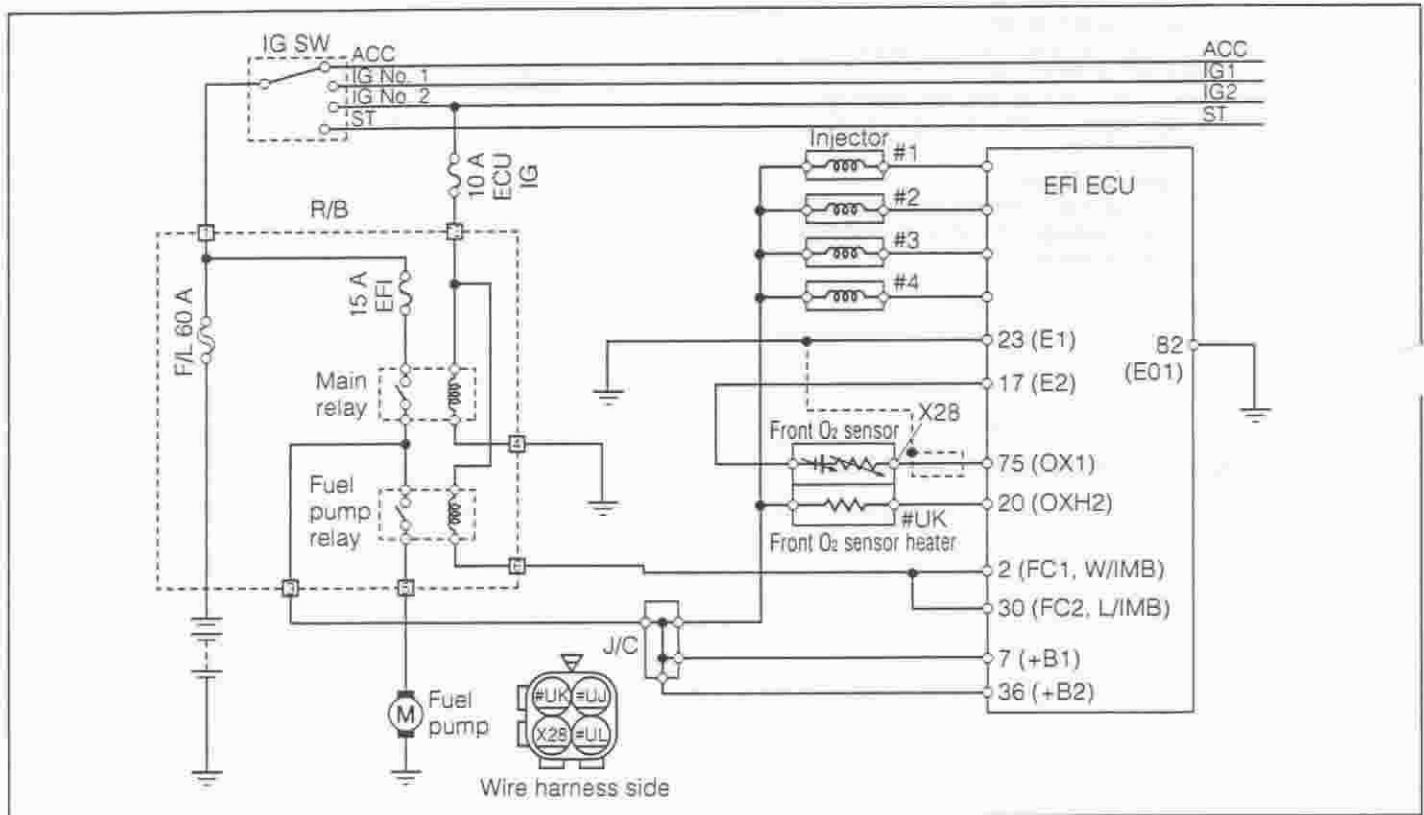 IG SW
ACC
IG No. 1
IG No. 2
ST
ACC
IG1
IG2
ST
10 A
ECU
IG
R/B
15 A
EFI
F/L 60 A
Main
relay
Fuel
pump
relay
1
4
Injector
#1
#2
#3
#4
EFI ECU
23 (E1)
17 (E2)
82
(E01)
X28
Front O₂ sensor
75 (OX1)
20 (OXH2)
#UK
Front O₂ sensor heater
2 (FC1, W/IMB)
30 (FC2, L/IMB)
J/C
7 (+B1)
36 (+B2)
M
Fuel
pump
#UK
X28
Wire harness side